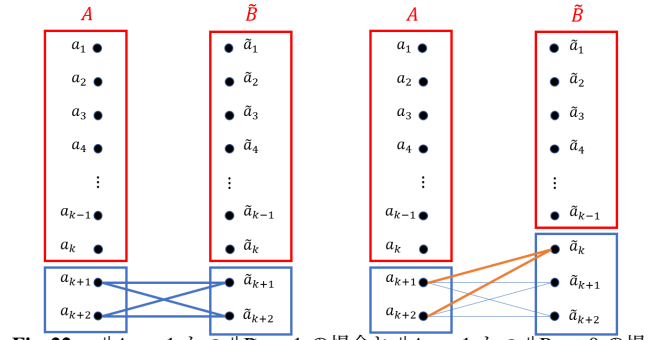 A B̃ A B̃
a₁ ã₁ a₁ ã₁
a₂ ã₂ a₂ ã₂
a₃ ã₃ a₃ ã₃
a₄ ã₄ a₄ ã₄
⋮ ⋮ ⋮ ⋮
aₖ₋₁ ãₖ₋₁ aₖ₋₁ ãₖ₋₁
aₖ ãₖ aₖ ãₖ
aₖ₊₁ ãₖ₊₁ aₖ₊₁ ãₖ₊₁
aₖ₊₂ ãₖ₊₂ aₖ₊₂ ãₖ₊₂